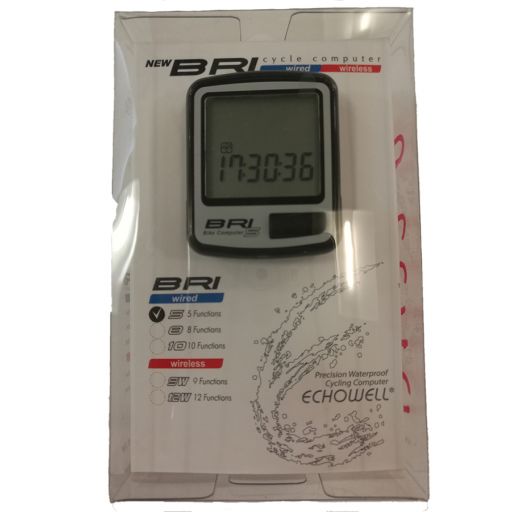 NEW BRI cycle computer
wired wireless
17:30:36
BRI
Bike Computer 5
BRI
wired
5 5 Functions
8 8 Functions
10 10 Functions
wireless
9W 9 Functions
12W 12 Functions
Precision Waterproof
Cycling Computer
ECHOWELL®